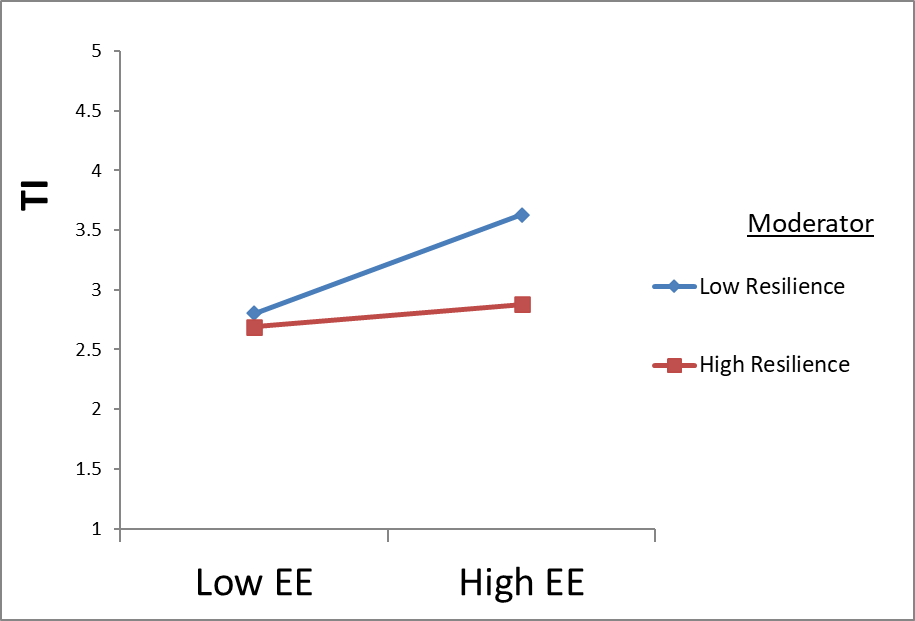 5
4.5
4
3.5
3
2.5
2
1.5
1
TI
Low EE
High EE
Moderator
Low Resilience
High Resilience